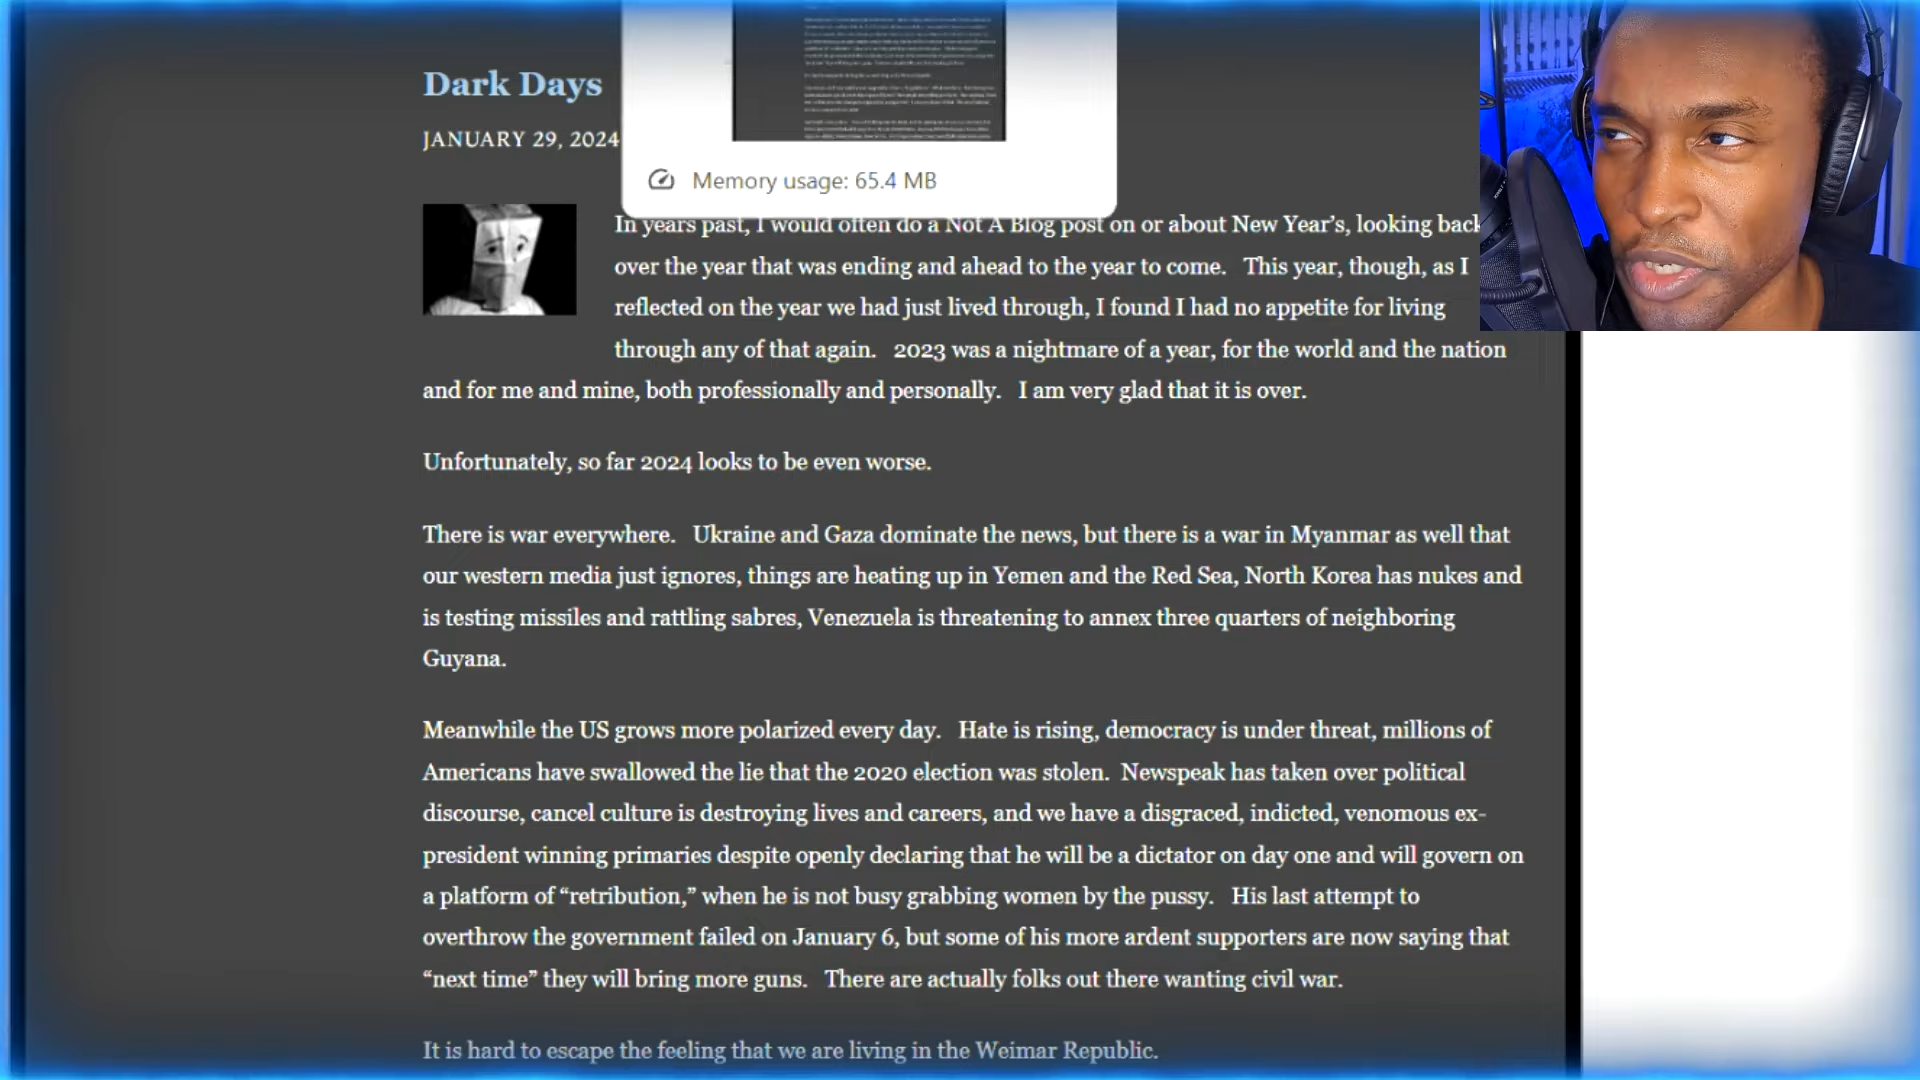 Dark Days
JANUARY 29, 2024
Memory usage: 65.4 MB
In years past, I would often do a Not A Blog post on or about New Year’s, looking back
over the year that was ending and ahead to the year to come. This year, though, as I
reflected on the year we had just lived through, I found I had no appetite for living
through any of that again. 2023 was a nightmare of a year, for the world and the nation
and for me and mine, both professionally and personally. I am very glad that it is over.
Unfortunately, so far 2024 looks to be even worse.
There is war everywhere. Ukraine and Gaza dominate the news, but there is a war in Myanmar as well that
our western media just ignores, things are heating up in Yemen and the Red Sea, North Korea has nukes and
is testing missiles and rattling sabres, Venezuela is threatening to annex three quarters of neighboring
Guyana.
Meanwhile the US grows more polarized every day. Hate is rising, democracy is under threat, millions of
Americans have swallowed the lie that the 2020 election was stolen. Newspeak has taken over political
discourse, cancel culture is destroying lives and careers, and we have a disgraced, indicted, venomous ex-
president winning primaries despite openly declaring that he will be a dictator on day one and will govern on
a platform of “retribution,” when he is not busy grabbing women by the pussy. His last attempt to
overthrow the government failed on January 6, but some of his more ardent supporters are now saying that
“next time” they will bring more guns. There are actually folks out there wanting civil war.
It is hard to escape the feeling that we are living in the Weimar Republic.